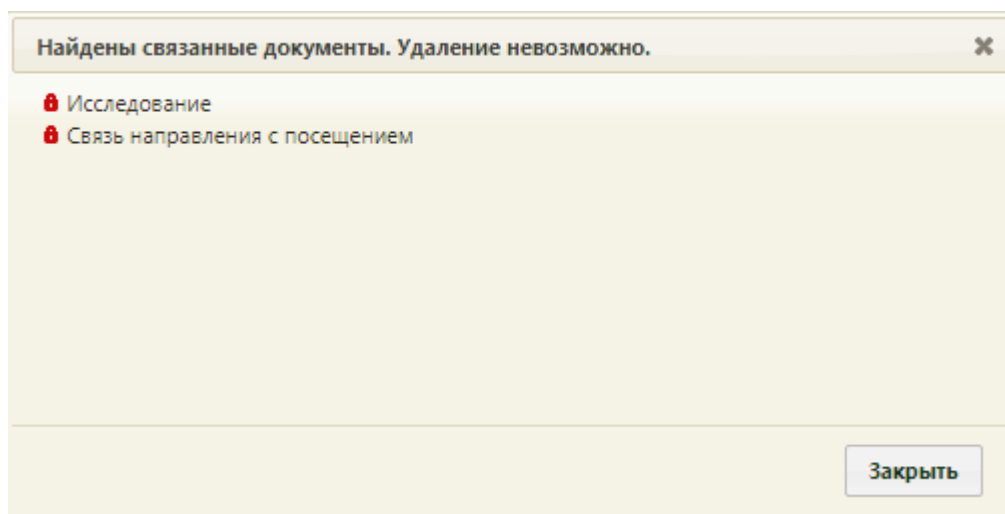 Найдены связанные документы. Удаление невозможно.
Исследование
Связь направления с посещением
Закрыть